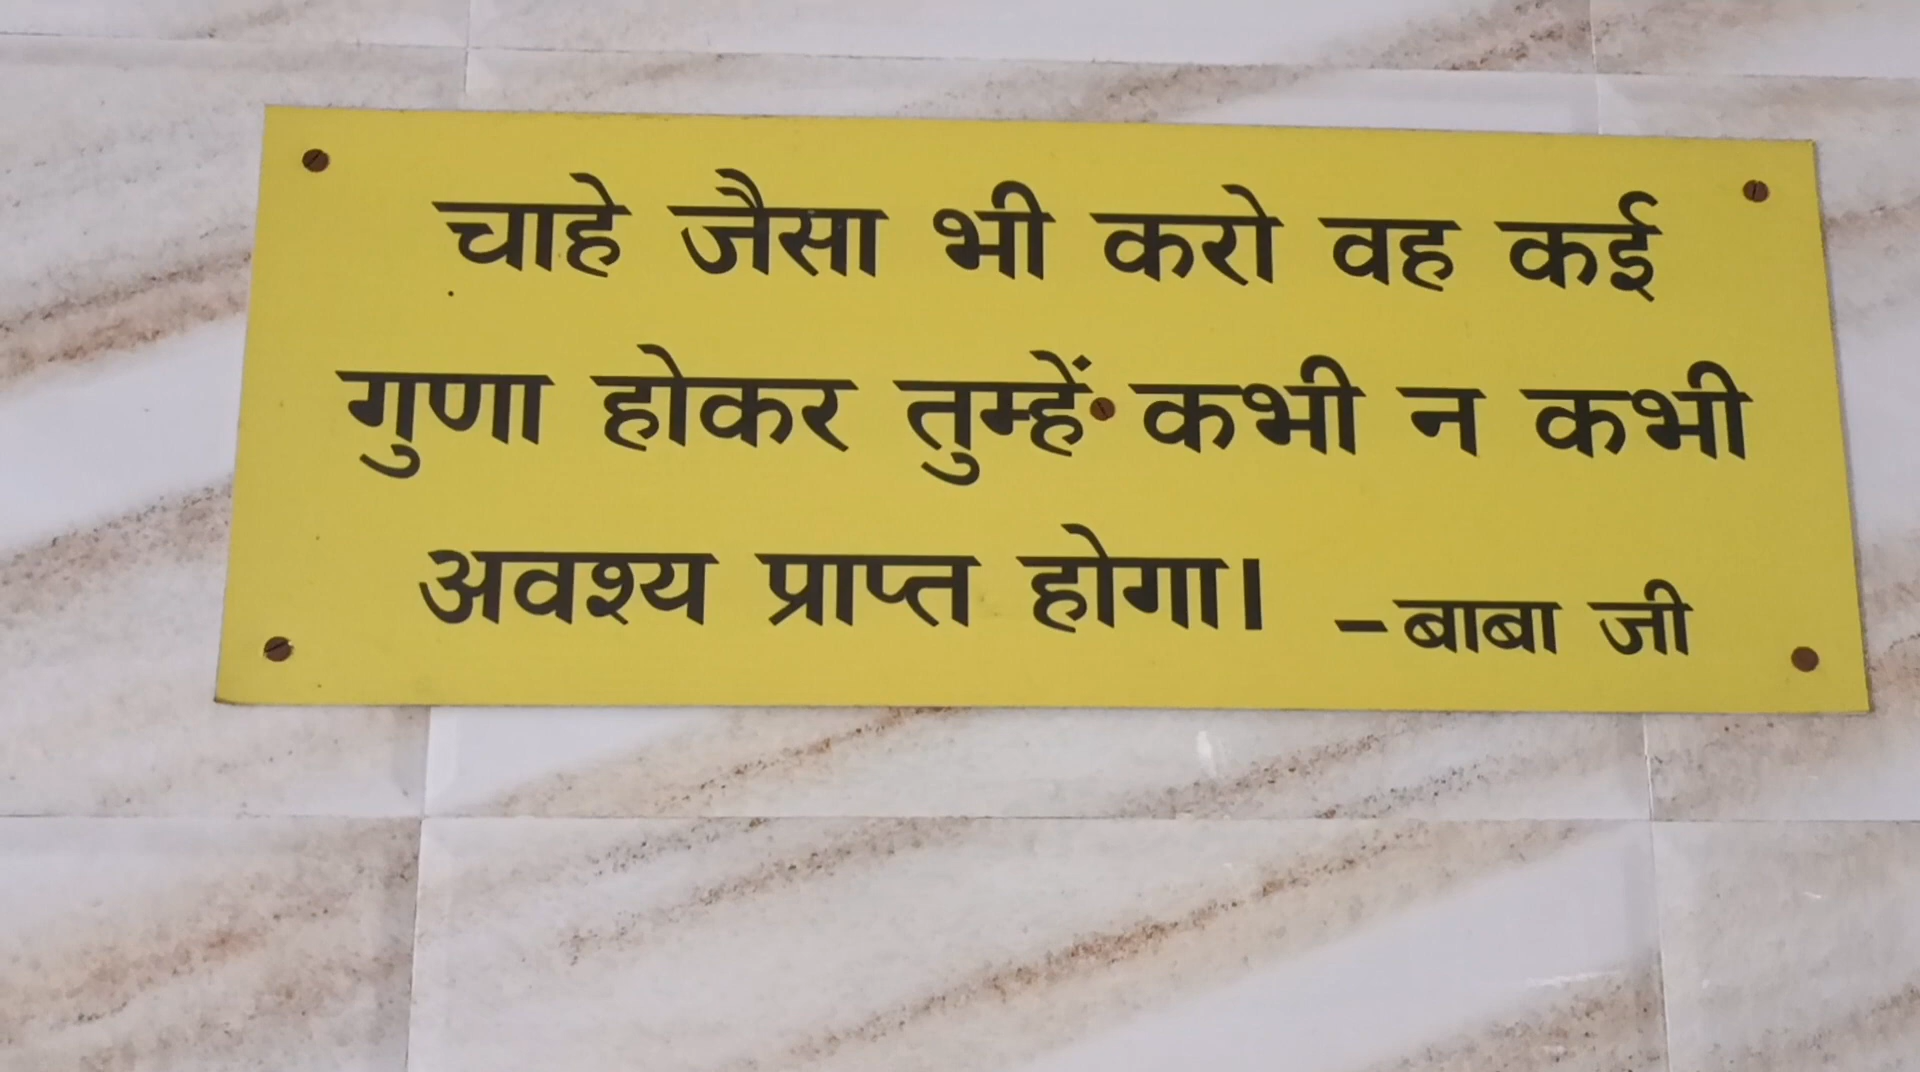 चाहे जैसा भी करो वह कई
गुणा होकर तुम्हें कभी न कभी
अवश्य प्राप्त होगा। –बाबा जी